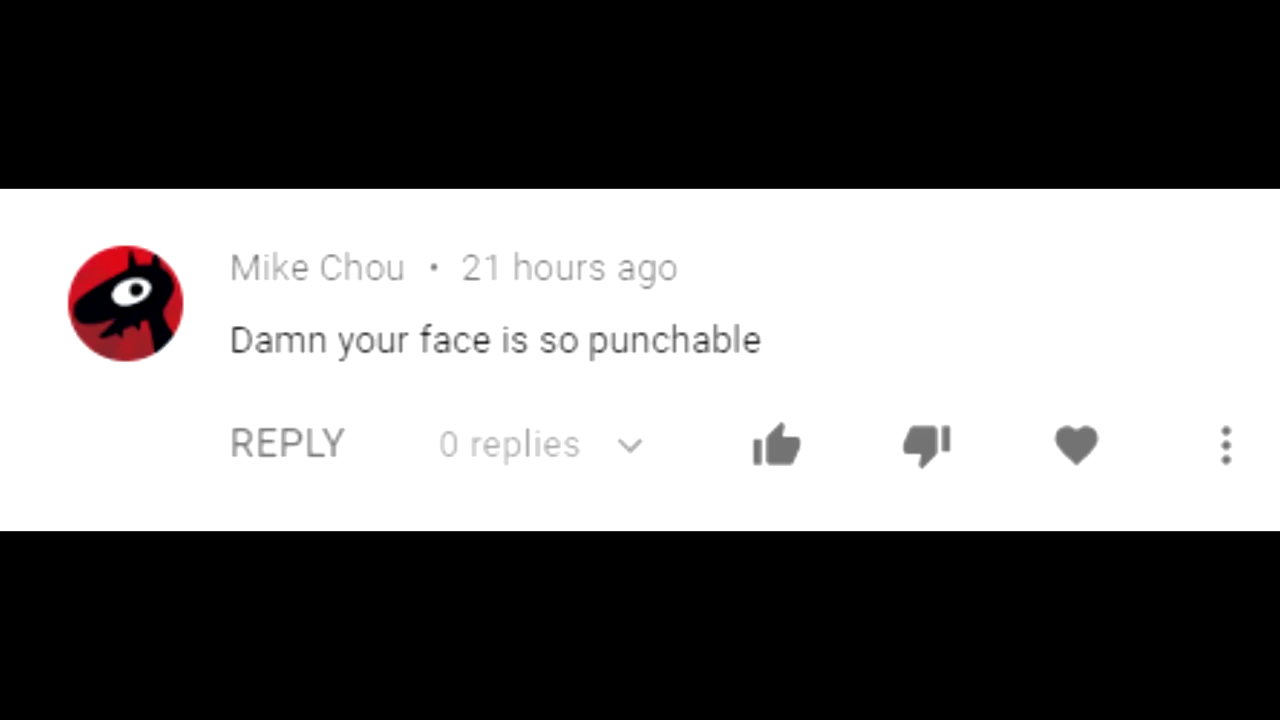 Mike Chou • 21 hours ago
Damn your face is so punchable
REPLY 0 replies